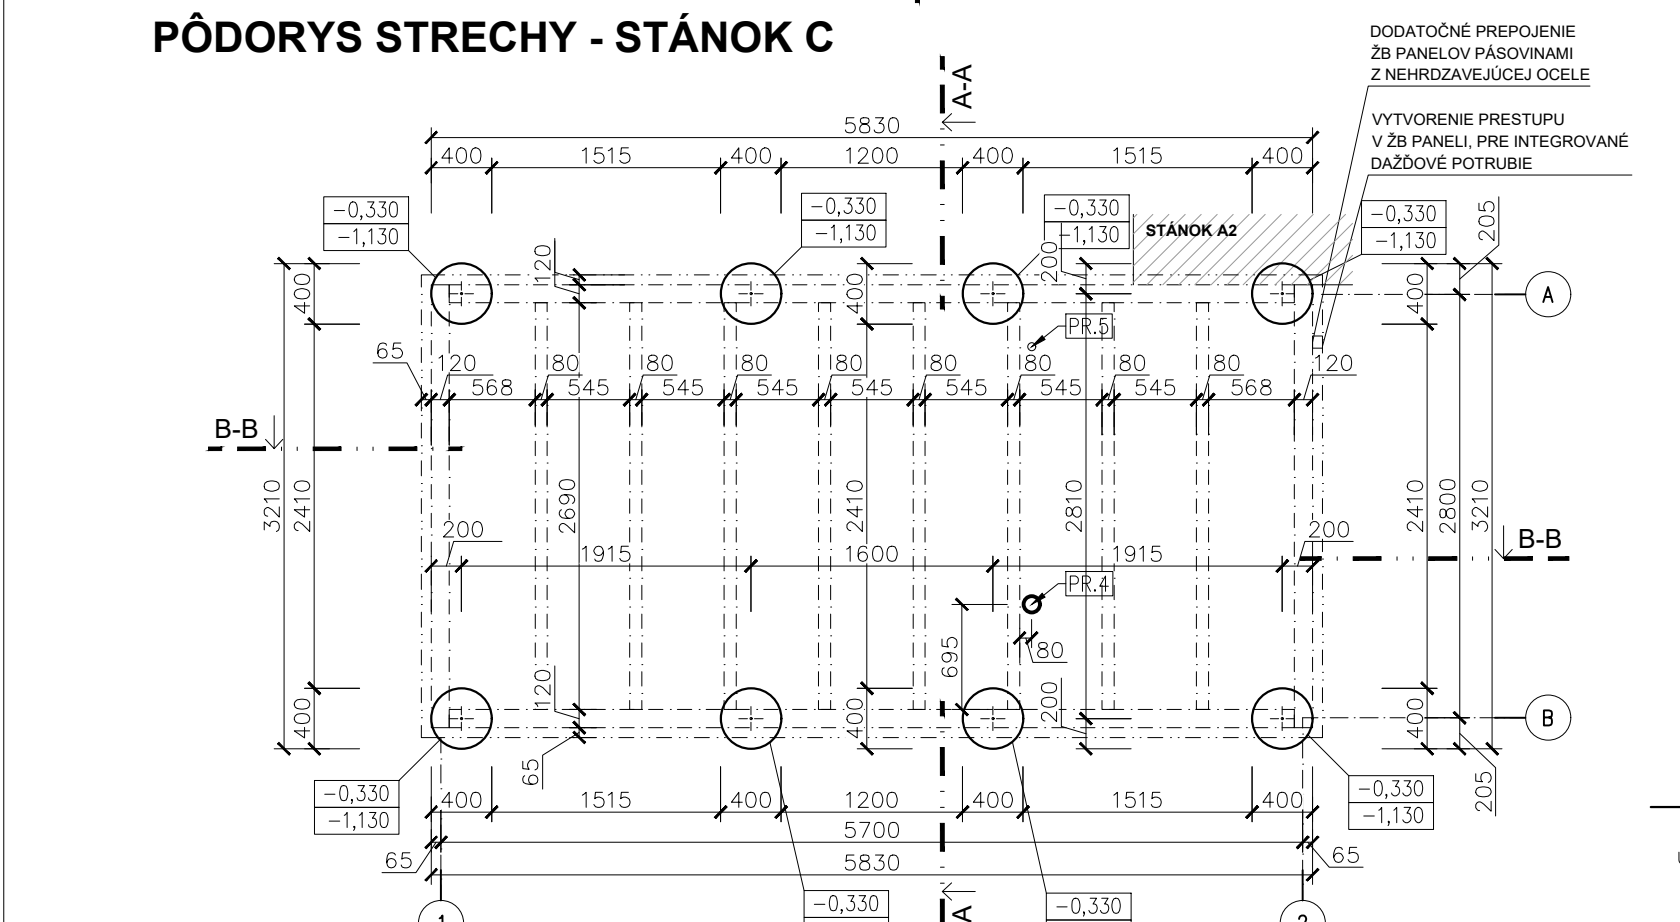 PÔDORYS STRECHY - STÁNOK C
DODATOČNÉ PREPOJENIE
ŽB PANELOV PÁSOVINAMI
Z NEHRDZAVEJÚCEJ OCELE
VYTVORENIE PRESTUPU
V ŽB PANELI, PRE INTEGROVANÉ
DAŽĎOVÉ POTRUBIE
A-A
5830
400 1515 400 1200 400 1515 400
−0,330
−1,130
−0,330
−1,130
−0,330
−1,130
−0,330
−1,130
STÁNOK A2
205
120
200
400
400
400
A
PR.5
65
120 80 80 80 80 80 80 80 80 120
568 545 545 545 545 545 545 545 568
B-B
3210
2410
2690
2410
2810
2410
2800
3210
B-B
200
1915 1600 1915
200
PR.4
695
80
120
200
400
400
400
B
65
205
−0,330
−1,130
−0,330
−1,130
400 1515 400 1200 400 1515 400
5700
65
65
5830
−0,330
−0,330
1
2
A